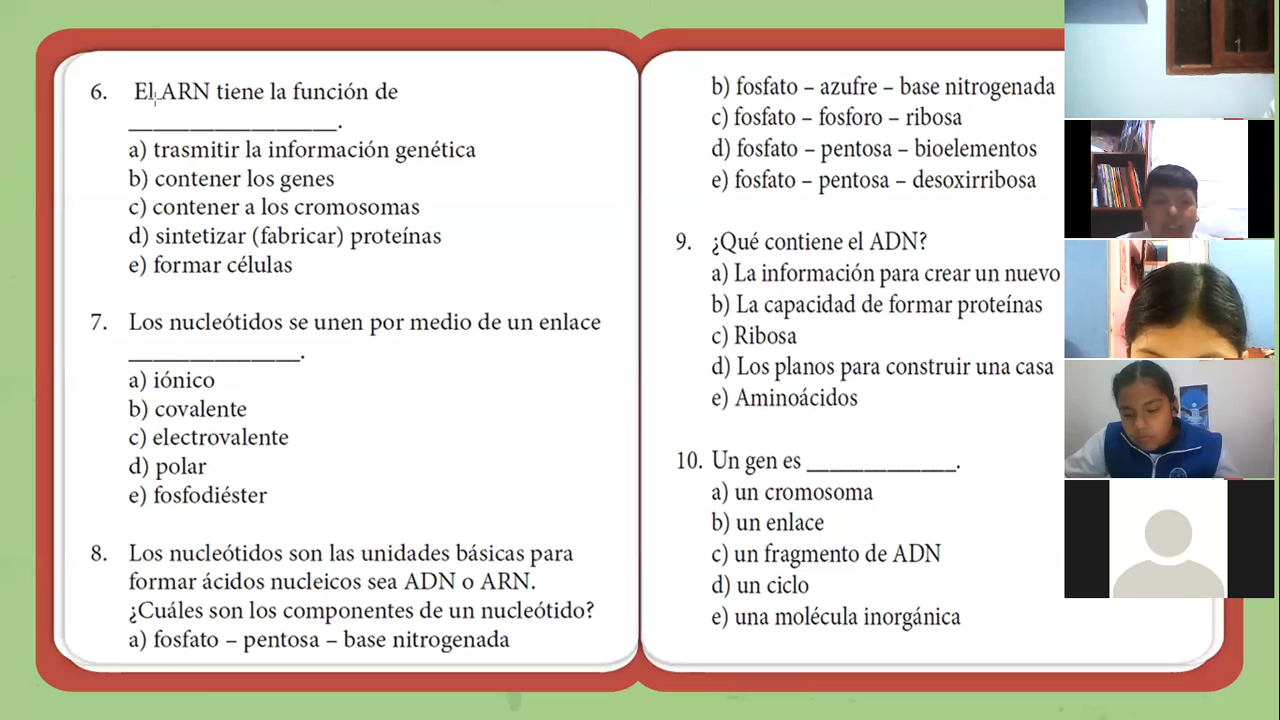 6. El ARN tiene la función de
_________________.
a) trasmitir la información genética
b) contener los genes
c) contener a los cromosomas
d) sintetizar (fabricar) proteínas
e) formar células
7. Los nucleótidos se unen por medio de un enlace
______________.
a) iónico
b) covalente
c) electrovalente
d) polar
e) fosfodiéster
8. Los nucleótidos son las unidades básicas para
formar ácidos nucleicos sea ADN o ARN.
¿Cuáles son los componentes de un nucleótido?
a) fosfato – pentosa – base nitrogenada
b) fosfato – azufre – base nitrogenada
c) fosfato – fosforo – ribosa
d) fosfato – pentosa – bioelementos
e) fosfato – pentosa – desoxirribosa
9. ¿Qué contiene el ADN?
a) La información para crear un nuevo
b) La capacidad de formar proteínas
c) Ribosa
d) Los planos para construir una casa
e) Aminoácidos
10. Un gen es _____________.
a) un cromosoma
b) un enlace
c) un fragmento de ADN
d) un ciclo
e) una molécula inorgánica